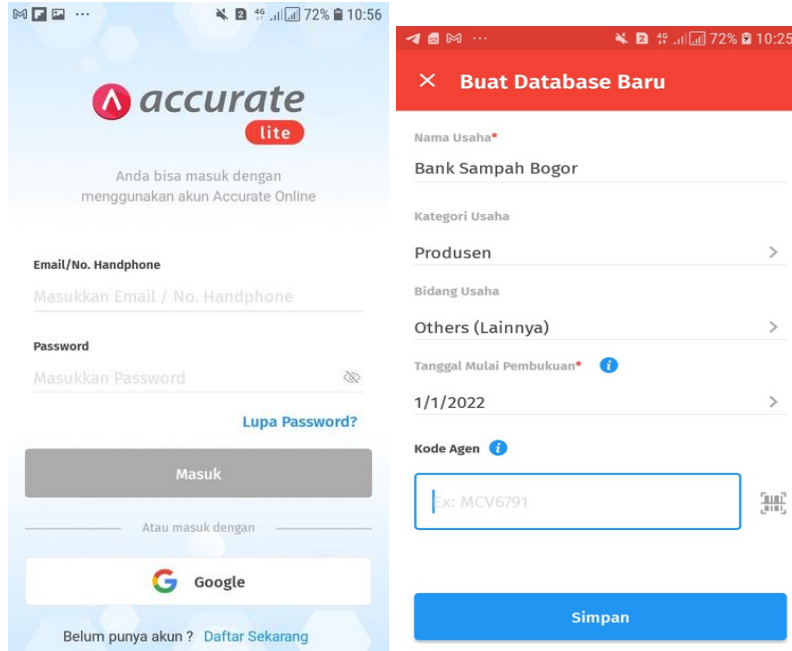 72% 10:56
accurate
lite
Anda bisa masuk dengan
menggunakan akun Accurate Online
Email/No. Handphone
Masukkan Email / No. Handphone
Password
Masukkan Password
Lupa Password?
Masuk
Atau masuk dengan
Google
Belum punya akun ? Daftar Sekarang
72% 10:25
Buat Database Baru
Nama Usaha*
Bank Sampah Bogor
Kategori Usaha
Produsen
Bidang Usaha
Others (Lainnya)
Tanggal Mulai Pembukuan*
1/1/2022
Kode Agen
Ex: MCV6791
Simpan